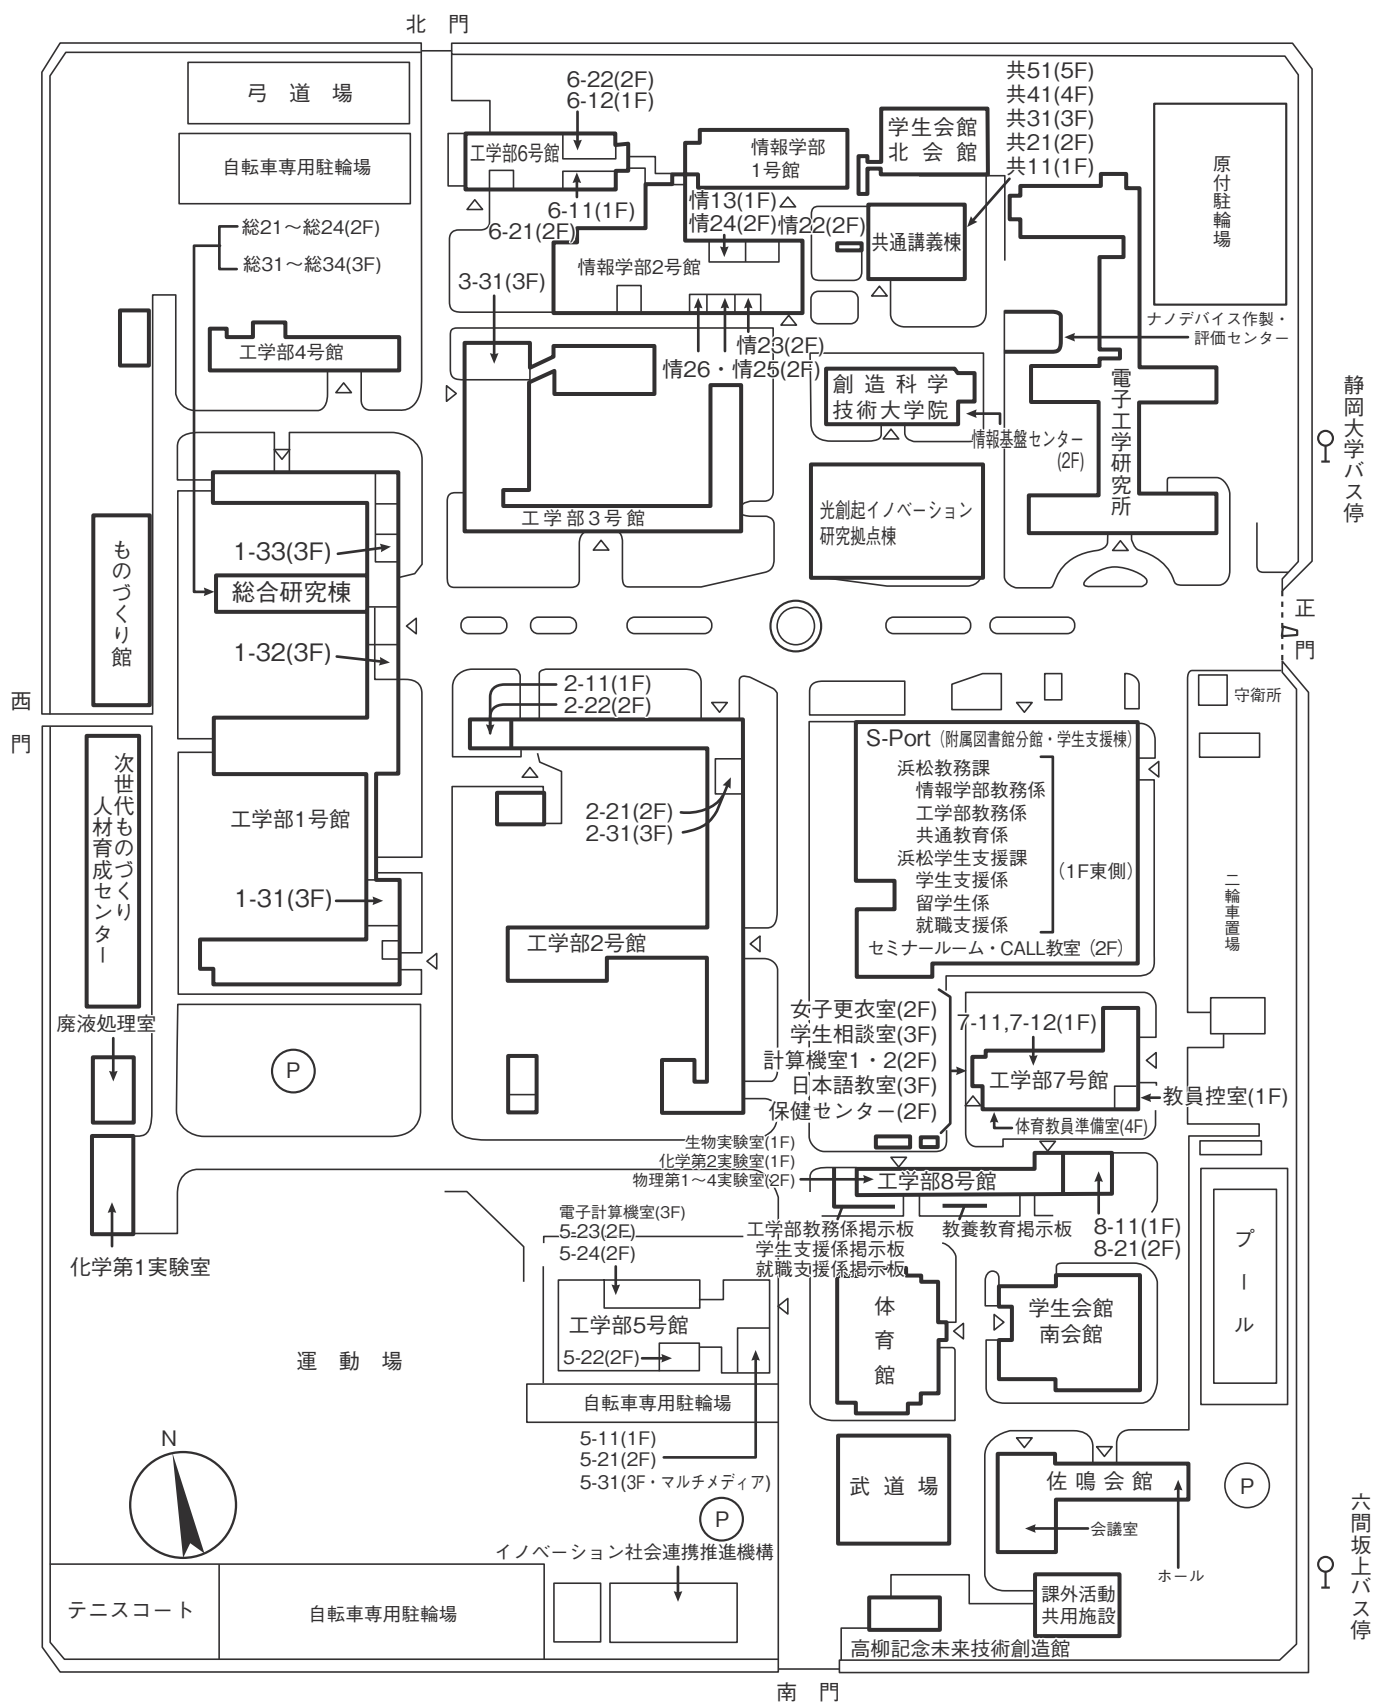 北門
弓道場
自転車専用駐輪場
総21～総24(2F)
総31～総34(3F)
6-22(2F)
6-12(1F)
工学部6号館
6-11(1F)
6-21(2F)
情報学部
1号館
学生会館
北会館
共51(5F)
共41(4F)
共31(3F)
共21(2F)
共11(1F)
原付駐輪場
情13(1F)
情24(2F)
情22(2F)
共通講義棟
情報学部2号館
3-31(3F)
情23(2F)
情26・情25(2F)
工学部4号館
ナノデバイス作製・
評価センター
創造科学
技術大学院
情報基盤センター
(2F)
電子工学研究所
静岡大学バス停
工学部3号館
光創起イノベーション
研究拠点棟
ものづくり館
1-33(3F)
総合研究棟
1-32(3F)
正門
西門
守衛所
2-11(1F)
2-22(2F)
次世代ものづくり
人材育成センター
工学部1号館
1-31(3F)
2-21(2F)
2-31(3F)
工学部2号館
S-Port（附属図書館分館・学生支援棟）
浜松教務課
情報学部教務係
工学部教務係
共通教育係
浜松学生支援課
学生支援係
留学生係
就職支援係
（1F東側）
セミナールーム・CALL教室（2F）
二輪車置場
廃液処理室
P
女子更衣室(2F)
学生相談室(3F)
計算機室1・2(2F)
日本語教室(3F)
保健センター(2F)
7-11,7-12(1F)
工学部7号館
教員控室(1F)
体育教員準備室(4F)
生物実験室(1F)
化学第2実験室(1F)
物理第1～4実験室(2F)
工学部8号館
8-11(1F)
8-21(2F)
工学部教務係掲示板
学生支援係掲示板
就職支援係掲示板
教養教育掲示板
化学第1実験室
電子計算機室(3F)
5-23(2F)
5-24(2F)
工学部5号館
5-22(2F)
自転車専用駐輪場
5-11(1F)
5-21(2F)
5-31(3F・マルチメディア)
運動場
体育館
学生会館
南会館
プール
N
P
武道場
佐鳴会館
会議室
ホール
P
六間坂上バス停
イノベーション社会連携推進機構
テニスコート
自転車専用駐輪場
課外活動
共用施設
高柳記念未来技術創造館
南門